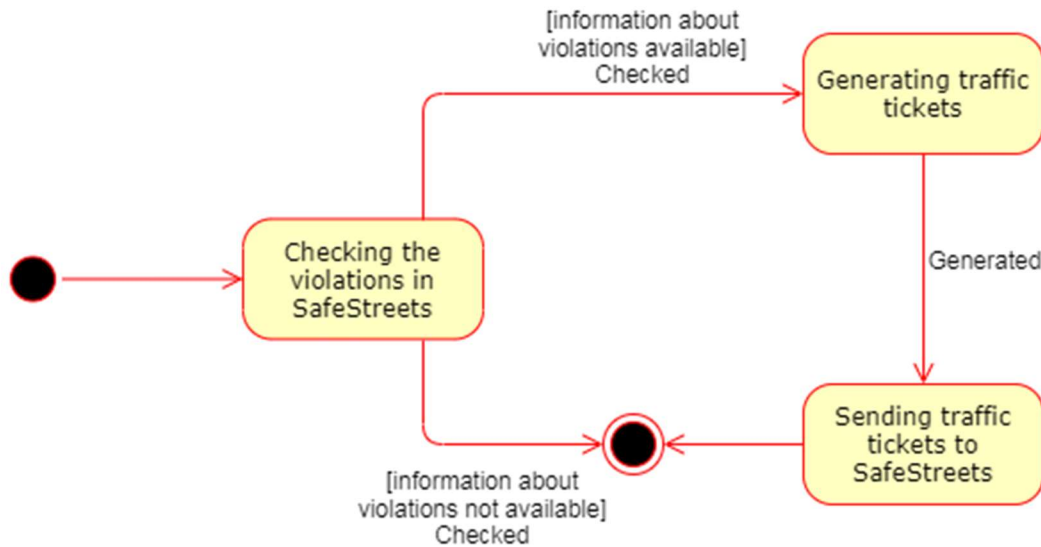 [information about
violations available]
Checked
Generating traffic
tickets
Checking the
violations in
SafeStreets
Generated
Sending traffic
tickets to
SafeStreets
[information about
violations not available]
Checked